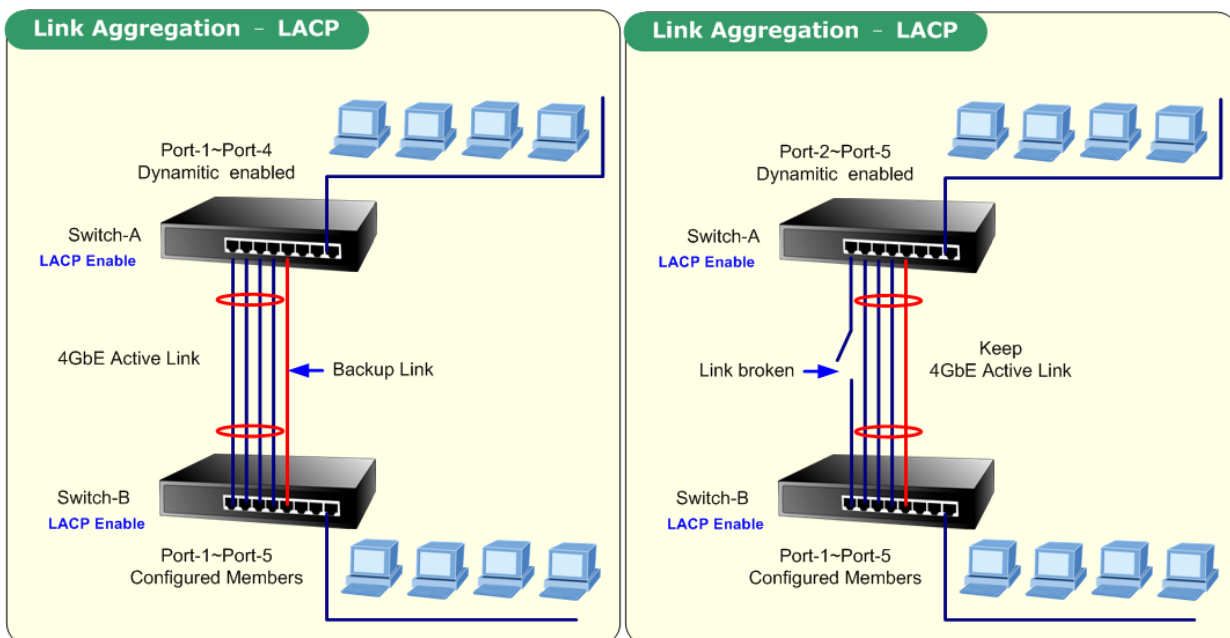 Link Aggregation – LACP
Port-1~Port-4
Dynamitic enabled
Switch-A
LACP Enable
4GbE Active Link
Backup Link
Switch-B
LACP Enable
Port-1~Port-5
Configured Members
Link Aggregation – LACP
Port-2~Port-5
Dynamitic enabled
Switch-A
LACP Enable
Link broken
Keep
4GbE Active Link
Switch-B
LACP Enable
Port-1~Port-5
Configured Members